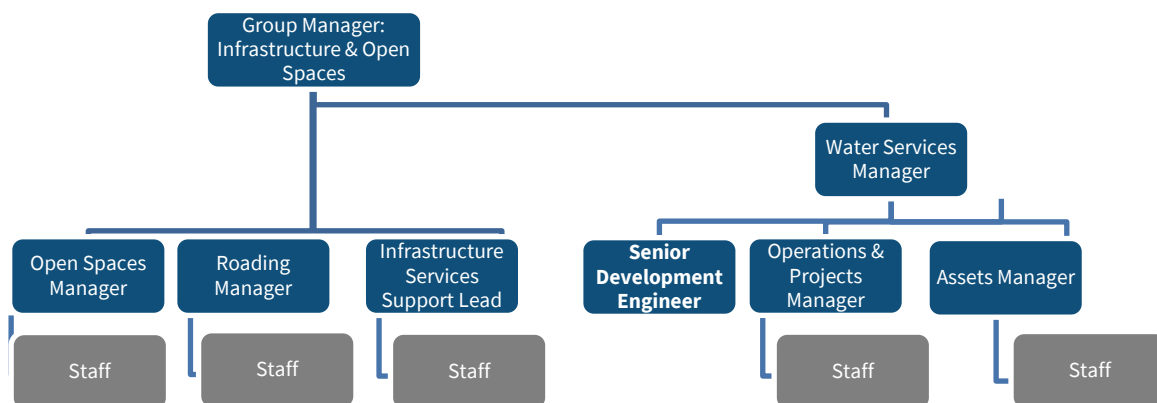 Group Manager:
Infrastructure & Open
Spaces
Water Services
Manager
Open Spaces
Manager
Roading
Manager
Infrastructure
Services
Support Lead
Senior
Development
Engineer
Operations &
Projects
Manager
Assets Manager
Staff
Staff
Staff
Staff
Staff